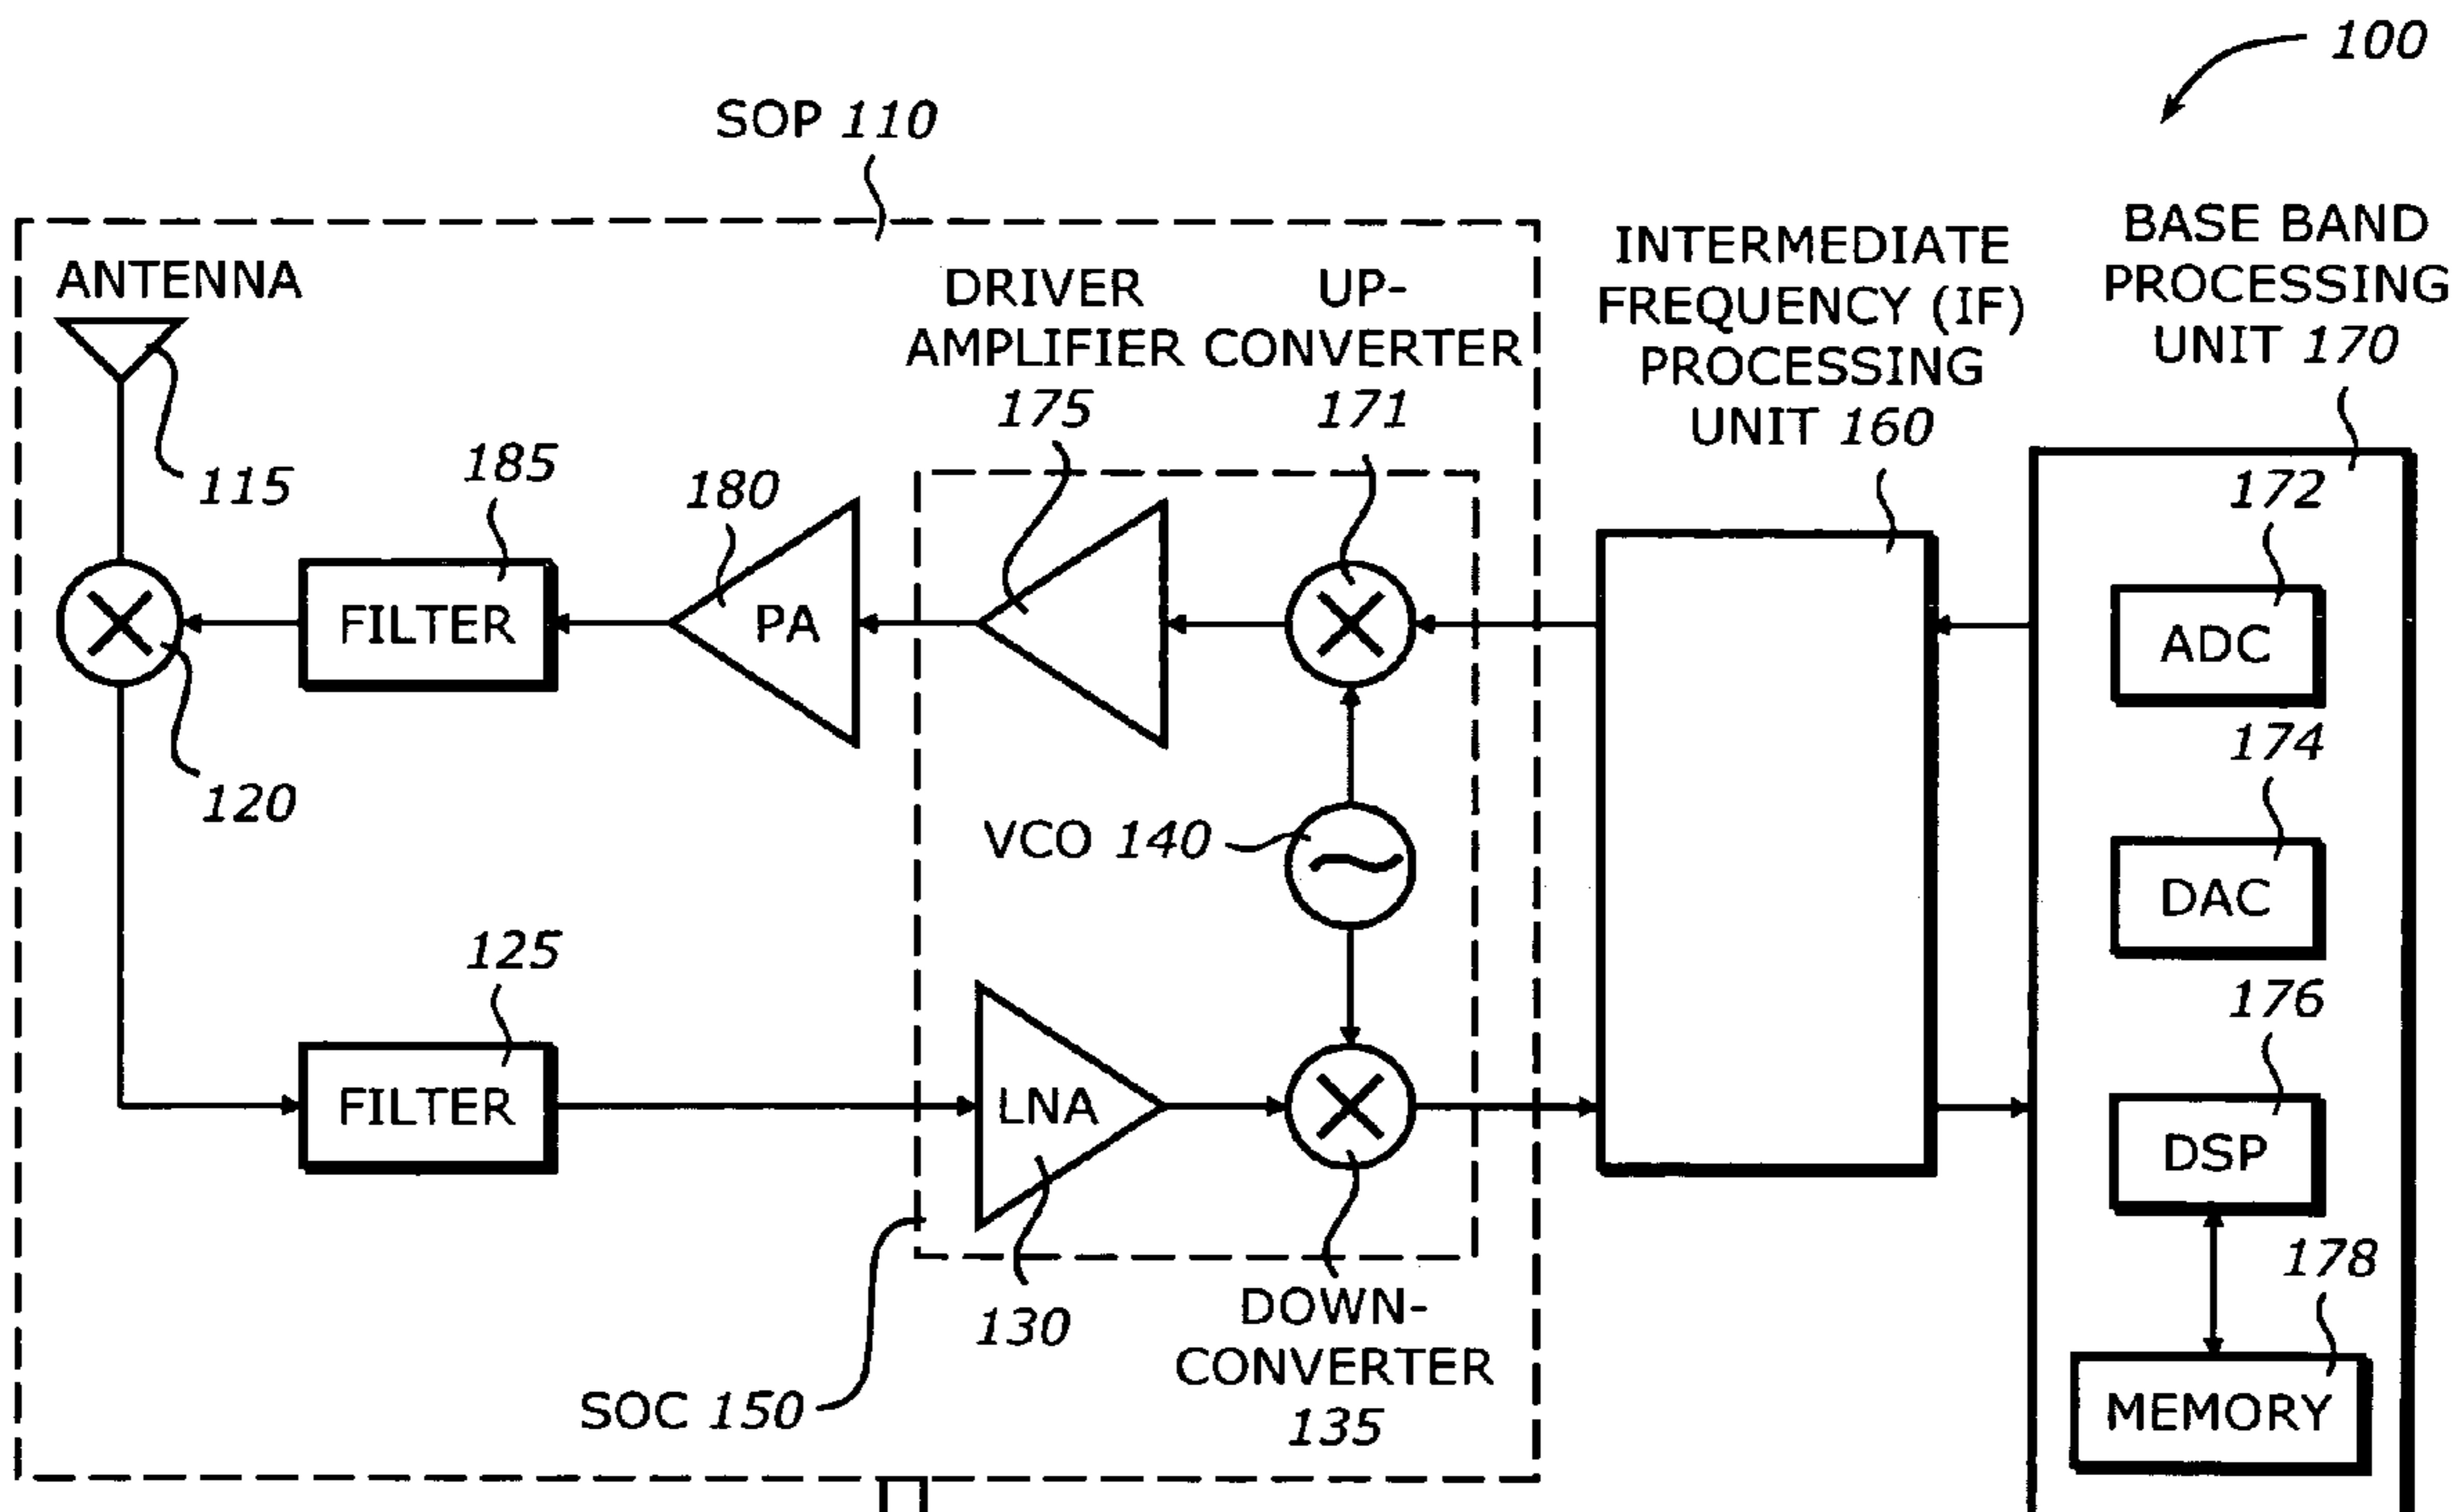 100
SOP 110
BASE BAND
PROCESSING
UNIT 170
INTERMEDIATE
FREQUENCY (IF)
PROCESSING
UNIT 160
ANTENNA
DRIVER
AMPLIFIER
175
UP-
CONVERTER
171
115
185
180
172
FILTER
PA
ADC
174
120
VCO 140
DAC
125
176
FILTER
LNA
DSP
178
130
DOWN-
CONVERTER
135
SOC 150
MEMORY